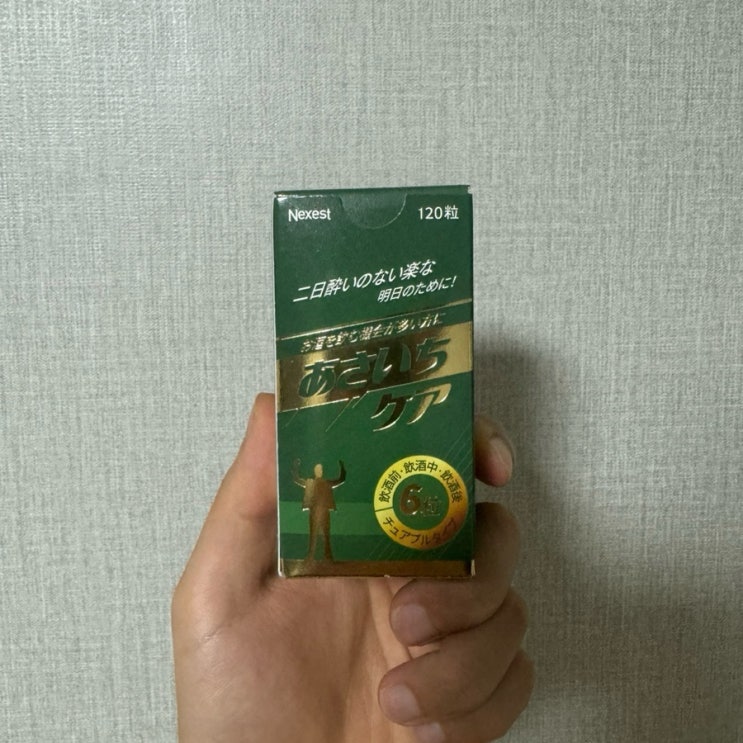 Nexest
120粒
二日酔いのない楽な
明日のために!
お酒を飲む機会が多い方に
あさいち
ケア
飲酒前・飲酒中・飲酒後
6粒
チュアブルタイプ